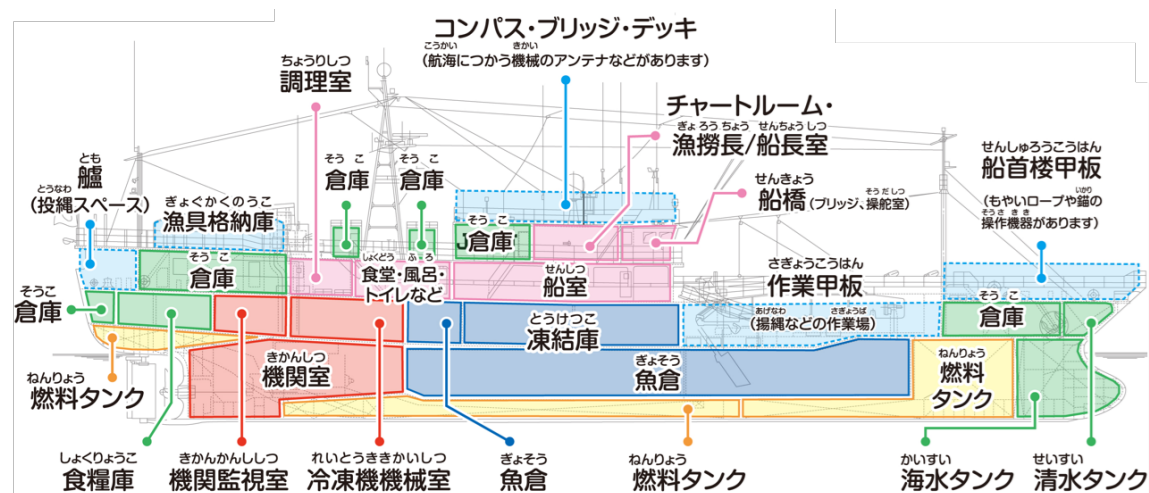 コンパス・ブリッジ・デッキ
こうかい きかい
（航海につかう機械のアンテナなどがあります）
ちょうりしつ
調理室
チャートルーム・
ぎょろうちょう せんちょうしつ
漁撈長/船長室
せんしゅろうこうはん
船首楼甲板
いかり
（もやいロープや錨の
そうさきき
操作機器があります）
とも
艫
とうなわ
（投縄スペース）
そうこ
倉庫
そうこ
倉庫
せんきょう
船橋
そうだしつ
（ブリッジ、操舵室）
ぎょぐかくのうこ
漁具格納庫
そうこ
倉庫
そうこ
倉庫
しょくどう ふろ
食堂・風呂・
トイレなど
せんしつ
船室
さぎょうこうはん
作業甲板
あげなわ さぎょうば
（揚縄などの作業場）
そうこ
倉庫
そうこ
倉庫
とうけつこ
凍結庫
きかんしつ
機関室
ぎょそう
魚倉
ねんりょう
燃料
タンク
ねんりょう
燃料タンク
しょくりょうこ
食糧庫
きかんかんししつ
機関監視室
れいとうききかいしつ
冷凍機機械室
ぎょそう
魚倉
ねんりょう
燃料タンク
かいすい
海水タンク
せいすい
清水タンク